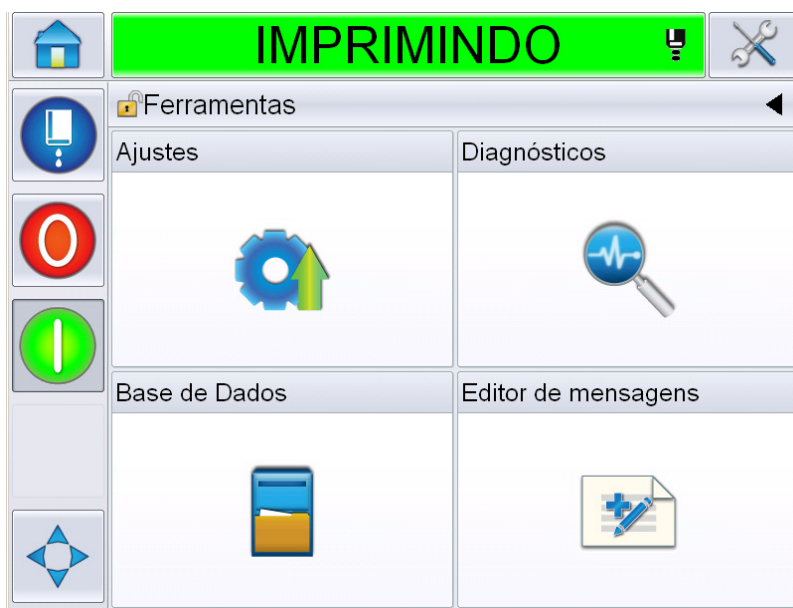 IMPRIMINDO
Ferramentas
Ajustes
Diagnósticos
Base de Dados
Editor de mensagens